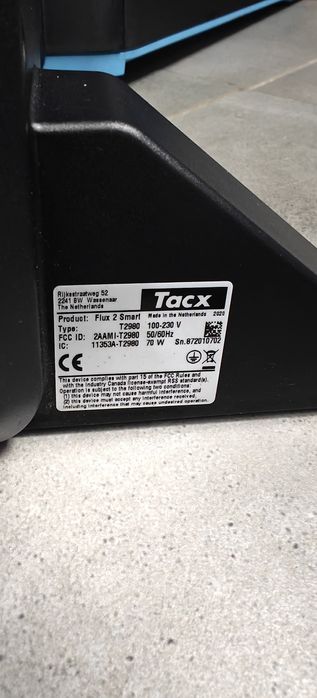 Rijksstraatweg 52
2241 BW Wassenaar
The Netherlands
Tacx
Product: Flux 2 Smart Made in the Netherlands 2020
Type: T2980 100-230 V
FCC ID: 2AAMI-T2980 50/60Hz
IC: 11353A-T2980 70 W Sn.872010702
CE
This device complies with part 15 of the FCC Rules and
with the Industry Canada license-exempt RSS standard(s).
Operation is subject to the following two conditions:
(1) this device may not cause harmful interference, and
(2) this device must accept any interference received,
including interference that may cause undesired operation.